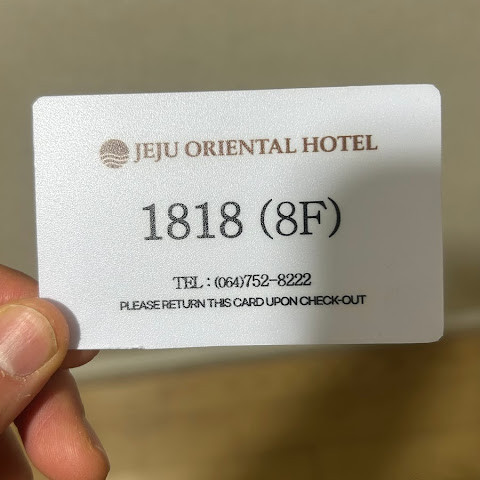 JEJU ORIENTAL HOTEL
1818 (8F)
TEL : (064)752-8222
PLEASE RETURN THIS CARD UPON CHECK-OUT